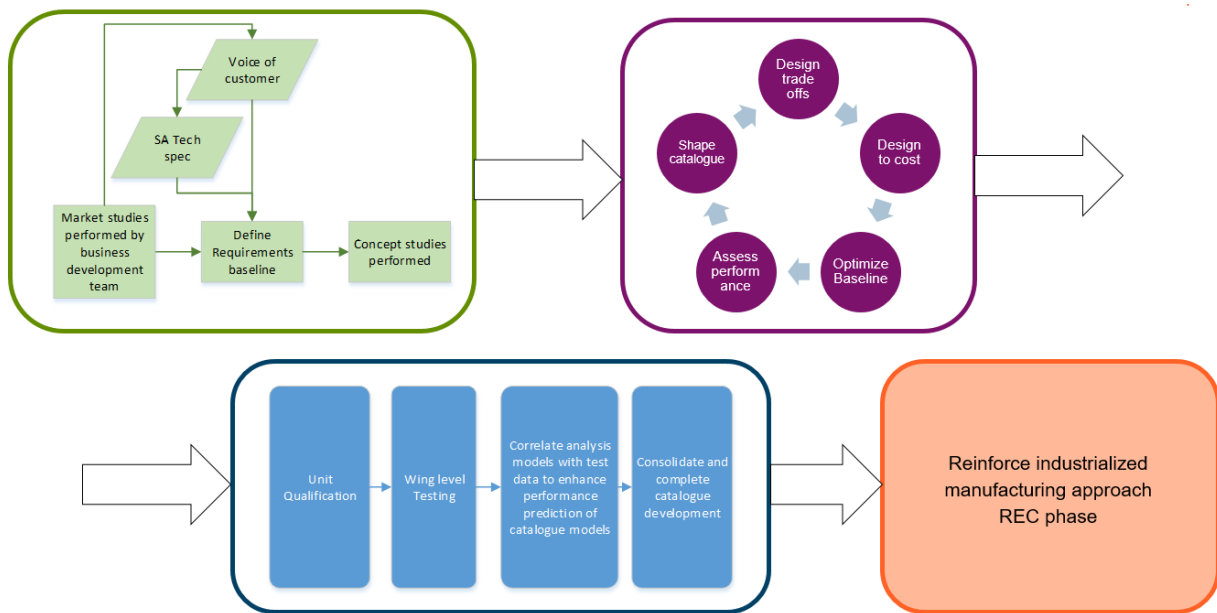 Voice of
customer
SA Tech
spec
Market studies
performed by
business
development
team
Define
Requirements
baseline
Concept studies
performed
Design
trade
offs
Design
to cost
Optimize
Baseline
Assess
perform
ance
Shape
catalogue
Unit
Qualification
Wing level
Testing
Correlate analysis
models with test
data to enhance
performance
prediction of
catalogue models
Consolidate and
complete
catalogue
development
Reinforce industrialized
manufacturing approach
REC phase